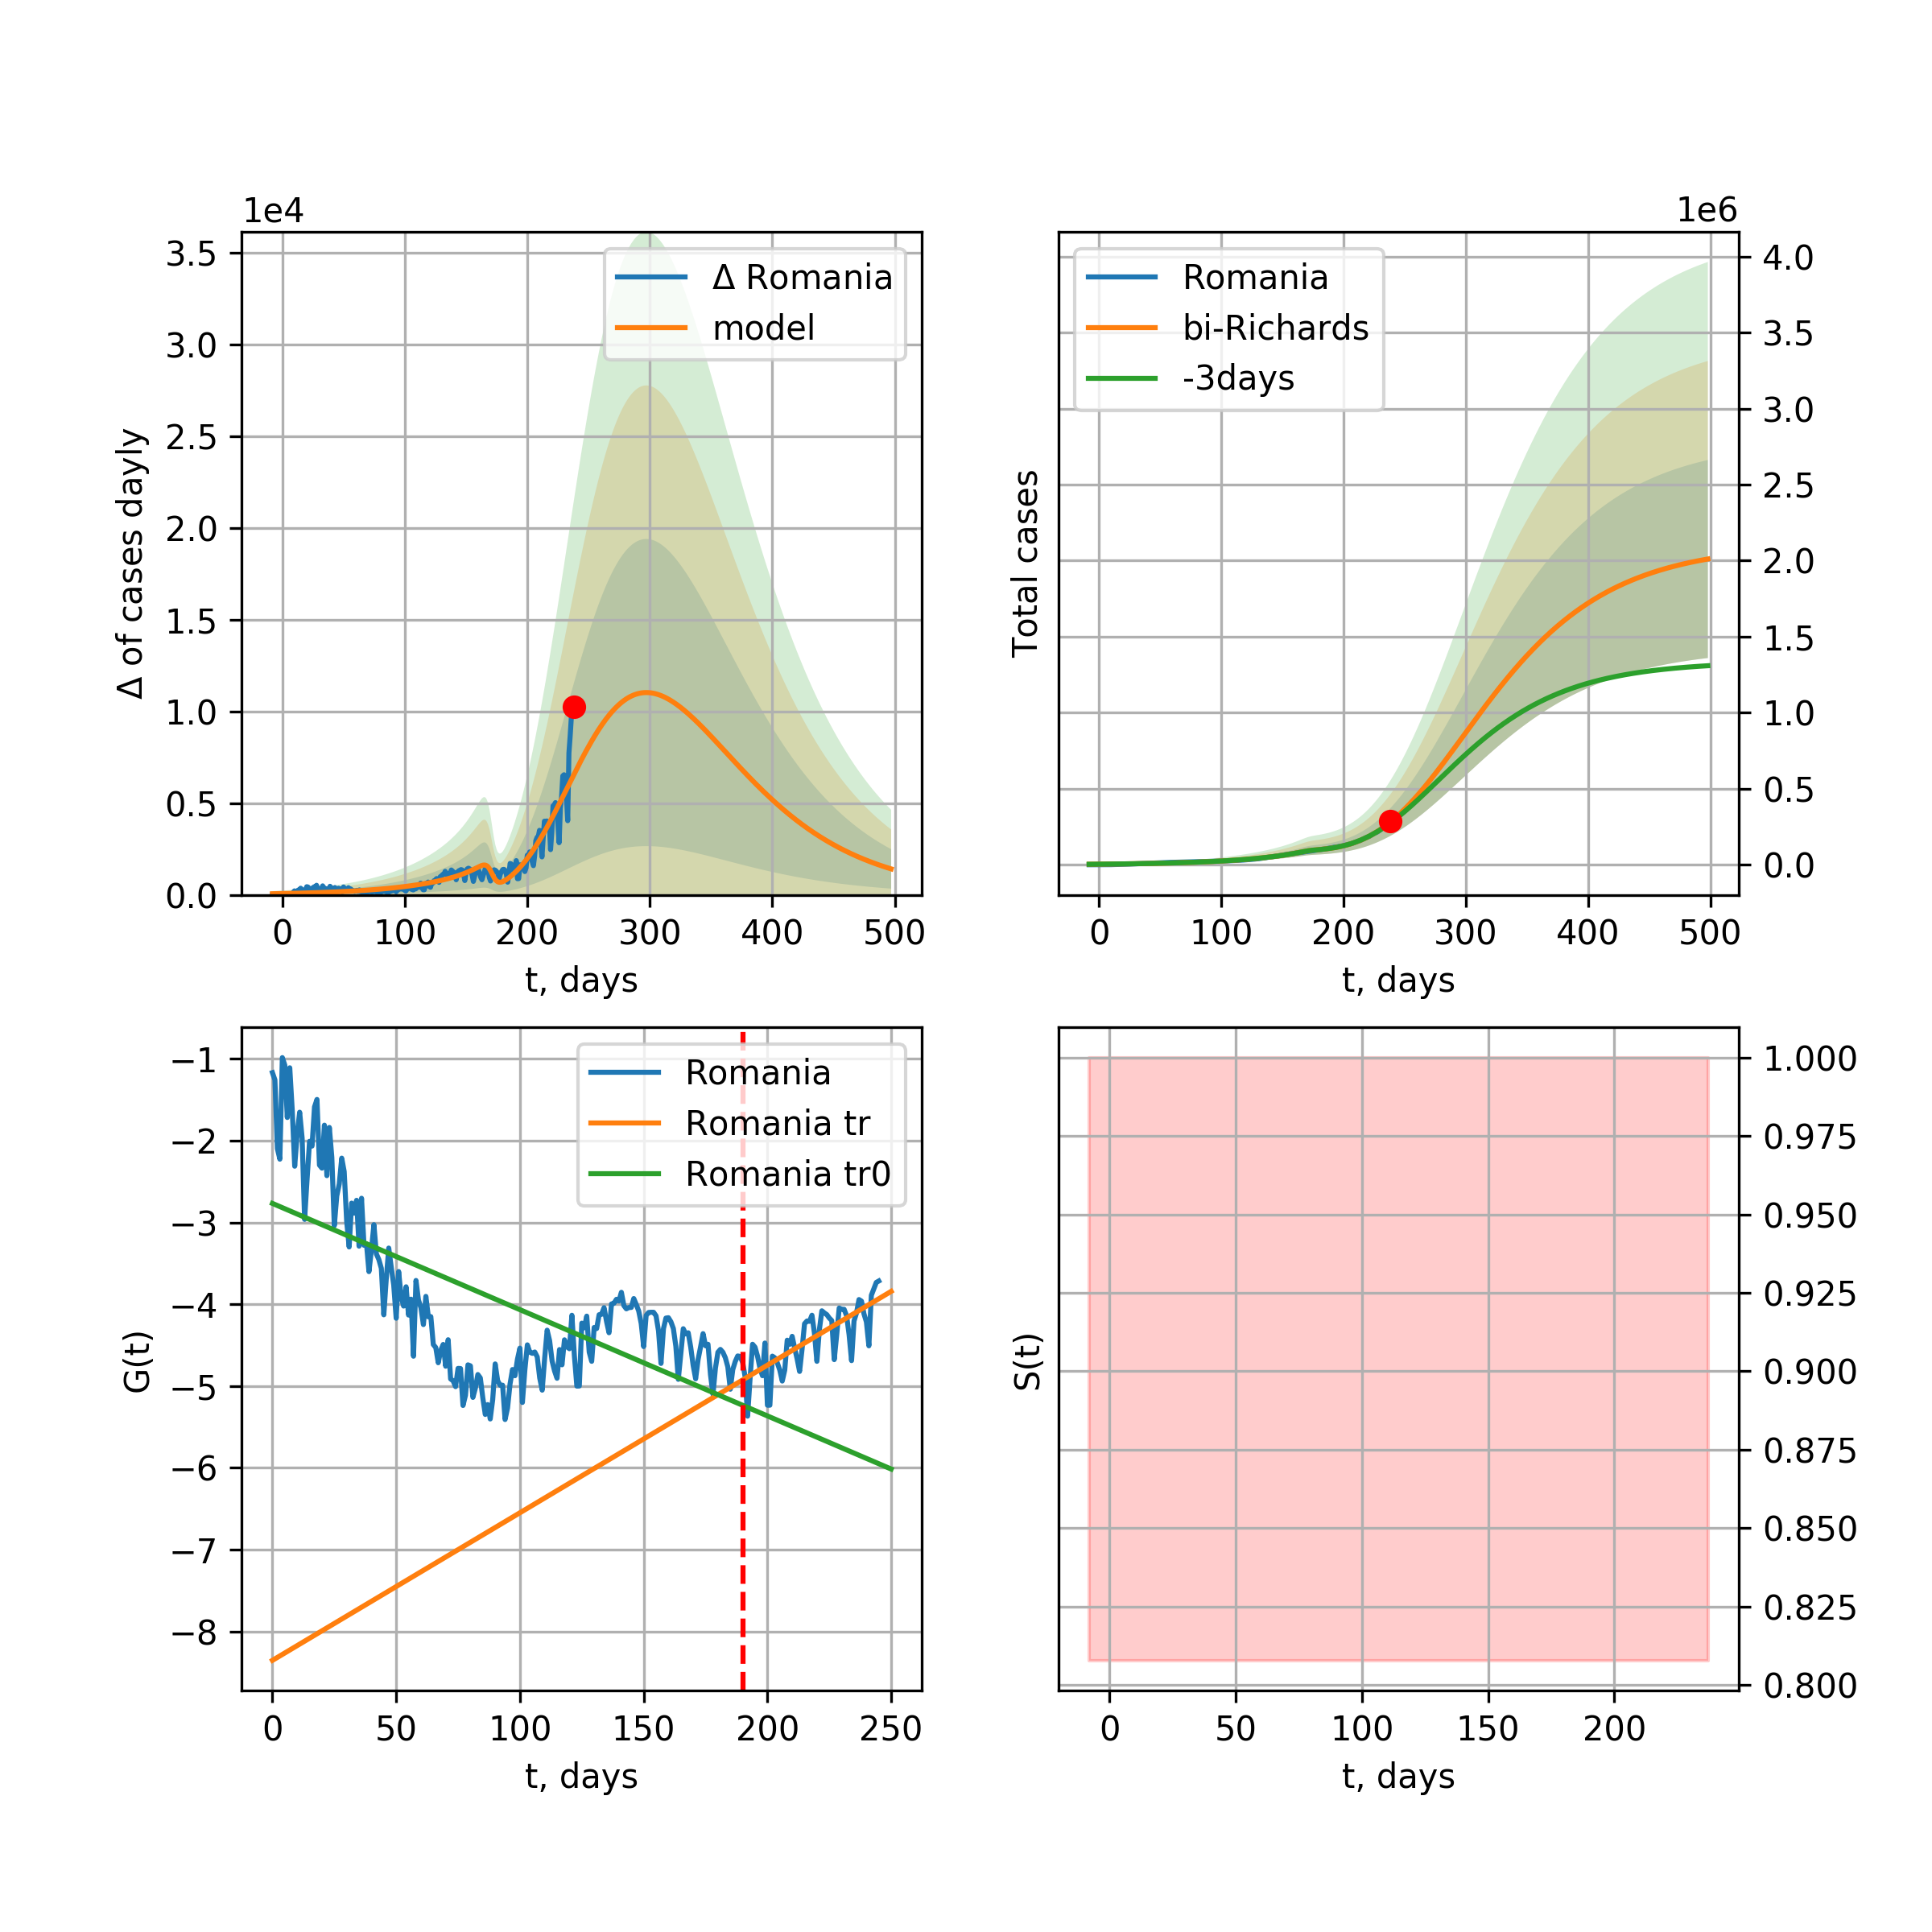 1e4
3.5
3.0
2.5
2.0
1.5
1.0
0.5
0.0
Δ of cases dayly
Δ Romania
model
0 100 200 300 400 500
t, days
1e6
4.0
3.5
3.0
2.5
2.0
1.5
1.0
0.5
0.0
Total cases
Romania
bi-Richards
-3days
0 100 200 300 400 500
t, days
−1
−2
−3
−4
−5
−6
−7
−8
G(t)
Romania
Romania tr
Romania tr0
0 50 100 150 200 250
t, days
S(t)
1.000
0.975
0.950
0.925
0.900
0.875
0.850
0.825
0.800
0 50 100 150 200
t, days